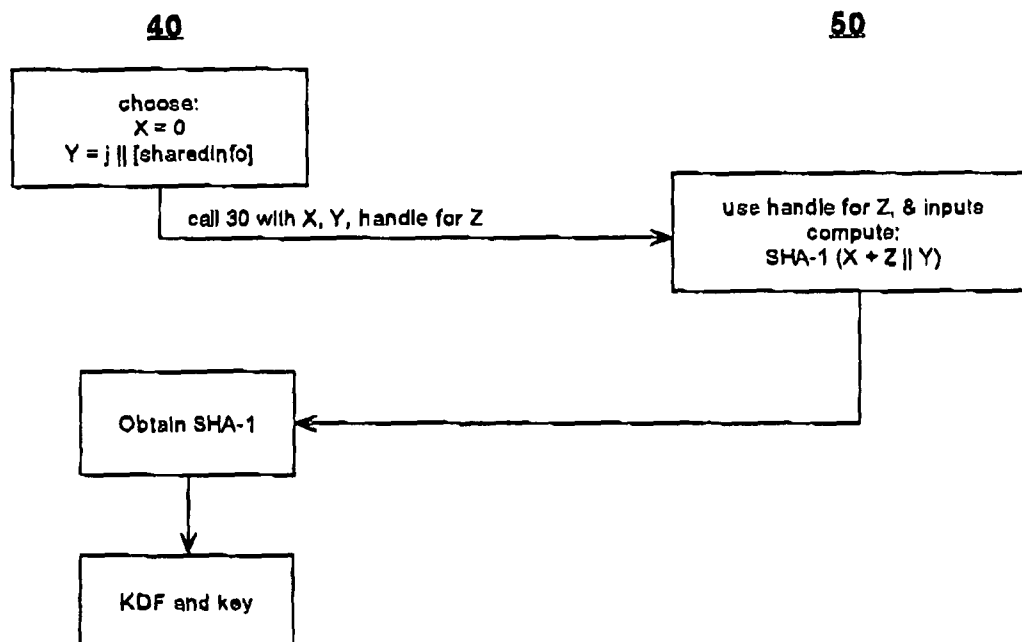 40
50
choose:
X = 0
Y = j || [sharedinfo]
call 30 with X, Y, handle for Z
use handle for Z, & inputs
compute:
SHA-1 (X + Z || Y)
Obtain SHA-1
KDF and key